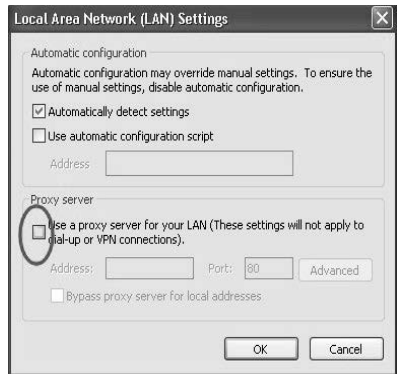 Local Area Network (LAN) Settings
Automatic configuration
Automatic configuration may override manual settings. To ensure the
use of manual settings, disable automatic configuration.
Automatically detect settings
Use automatic configuration script
Address
Proxy server
Use a proxy server for your LAN (These settings will not apply to
dial-up or VPN connections).
Address: Port: 80 Advanced
Bypass proxy server for local addresses
OK Cancel